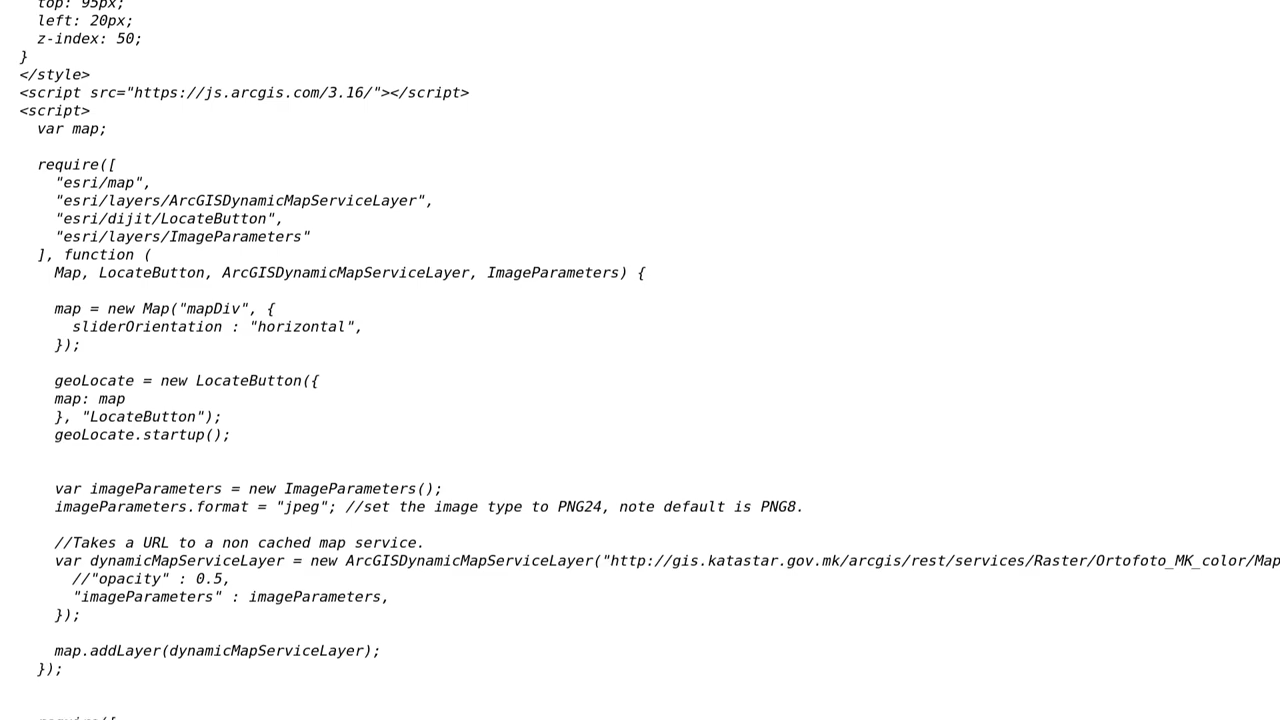 top: 95px;
left: 20px;
z-index: 50;
}
</style>
<script src="https://js.arcgis.com/3.16/"></script>
<script>
var map;
require([
"esri/map",
"esri/layers/ArcGISDynamicMapServiceLayer",
"esri/dijit/LocateButton",
"esri/layers/ImageParameters"
], function (
Map, LocateButton, ArcGISDynamicMapServiceLayer, ImageParameters) {
map = new Map("mapDiv", {
sliderOrientation : "horizontal",
});
geoLocate = new LocateButton({
map: map
}, "LocateButton");
geoLocate.startup();
var imageParameters = new ImageParameters();
imageParameters.format = "jpeg"; //set the image type to PNG24, note default is PNG8.
//Takes a URL to a non cached map service.
var dynamicMapServiceLayer = new ArcGISDynamicMapServiceLayer("http://gis.katastar.gov.mk/arcgis/rest/services/Raster/Ortofoto_MK_color/Map
//"opacity" : 0.5,
"imageParameters" : imageParameters,
});
map.addLayer(dynamicMapServiceLayer);
});
require([